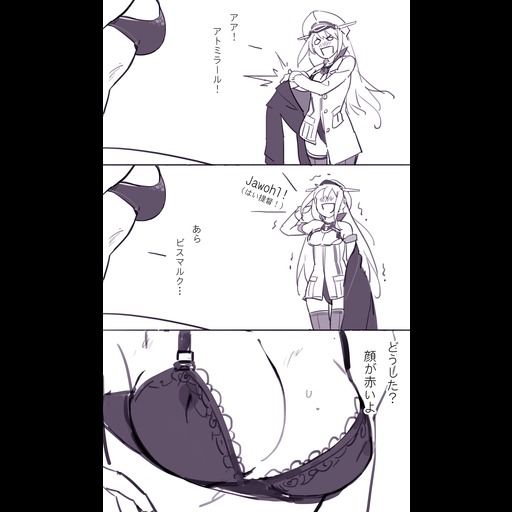 アア！
アトミラール！
Jawohl!
(はい提督！)
あら
ビスマルク…
どうした？
顔が赤いよ